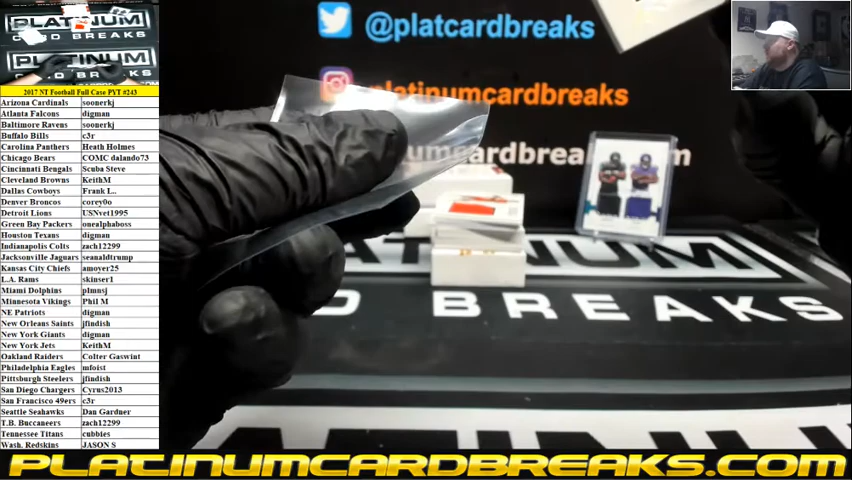 PLATINUM
CARD BREAKS
PLATINUM
@platcardbreaks
platinumcardbreaks
numcardbrea
PLATINUM
BREAKS
2017 NT Football Full Case PYT #243
Arizona Cardinals soonerkj
Atlanta Falcons digman
Baltimore Ravens soonerkj
Buffalo Bills c3r
Carolina Panthers Heath Holmes
Chicago Bears COMC dalando73
Cincinnati Bengals Scuba Steve
Cleveland Browns KeithM
Dallas Cowboys Frank L..
Denver Broncos corey0o
Detroit Lions USNvet1995
Green Bay Packers onealphaboss
Houston Texans digman
Indianapolis Colts zach12299
Jacksonville Jaguars seanaldtrump
Kansas City Chiefs amoyer25
L.A. Rams skinser1
Miami Dolphins plmnsj
Minnesota Vikings Phil M
NE Patriots digman
New Orleans Saints jfindish
New York Giants digman
New York Jets KeithM
Oakland Raiders Colter Gaswint
Philadelphia Eagles mfoist
Pittsburgh Steelers jfindish
San Diego Chargers Cyrus2013
San Francisco 49ers c3r
Seattle Seahawks Dan Gardner
T.B. Buccaneers zach12299
Tennessee Titans cubbies
Wash. Redskins JASON S
PLATINUMCARDBREAKS.COM